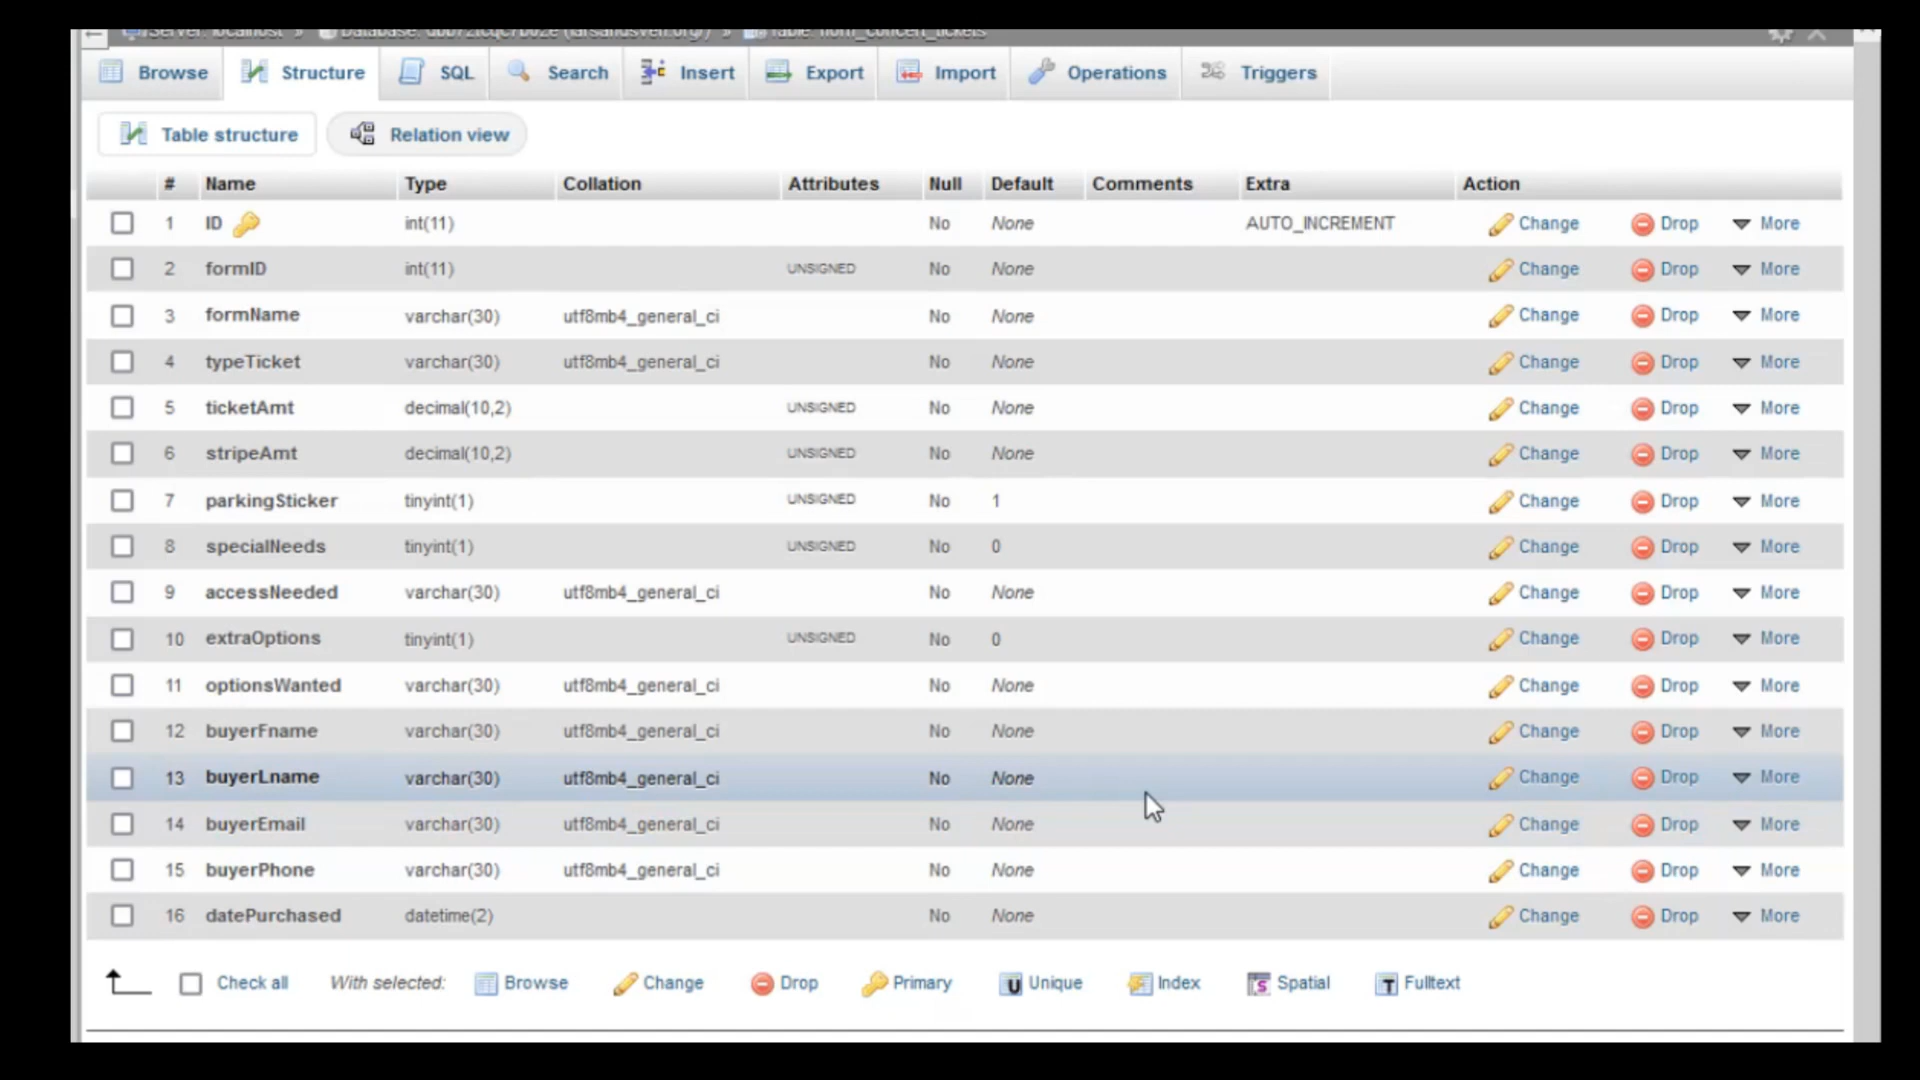 Browse Structure SQL Search Insert Export Import Operations Triggers
Table structure Relation view
# Name Type Collation Attributes Null Default Comments Extra Action
1 ID int(11) No None AUTO_INCREMENT Change Drop More
2 formID int(11) UNSIGNED No None Change Drop More
3 formName varchar(30) utf8mb4_general_ci No None Change Drop More
4 typeTicket varchar(30) utf8mb4_general_ci No None Change Drop More
5 ticketAmt decimal(10,2) UNSIGNED No None Change Drop More
6 stripeAmt decimal(10,2) UNSIGNED No None Change Drop More
7 parkingSticker tinyint(1) UNSIGNED No 1 Change Drop More
8 specialNeeds tinyint(1) UNSIGNED No 0 Change Drop More
9 accessNeeded varchar(30) utf8mb4_general_ci No None Change Drop More
10 extraOptions tinyint(1) UNSIGNED No 0 Change Drop More
11 optionsWanted varchar(30) utf8mb4_general_ci No None Change Drop More
12 buyerFname varchar(30) utf8mb4_general_ci No None Change Drop More
13 buyerLname varchar(30) utf8mb4_general_ci No None Change Drop More
14 buyerEmail varchar(30) utf8mb4_general_ci No None Change Drop More
15 buyerPhone varchar(30) utf8mb4_general_ci No None Change Drop More
16 datePurchased datetime(2) No None Change Drop More
Check all With selected: Browse Change Drop Primary Unique Index Spatial Fulltext